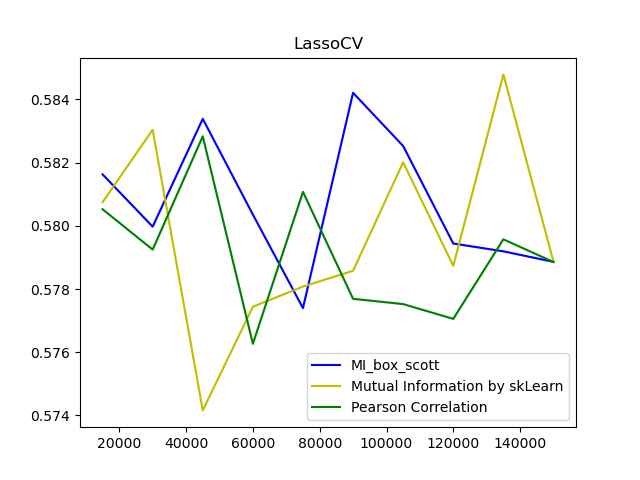 LassoCV
0.584
0.582
0.580
0.578
0.576
0.574
MI_box_scott
Mutual Information by skLearn
Pearson Correlation
20000 40000 60000 80000 100000 120000 140000